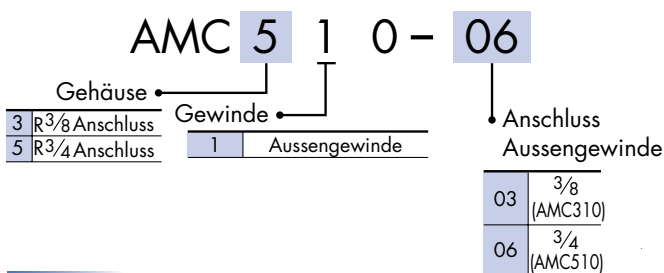 AMC 5 1 0 – 06
Gehäuse
3 R3/8 Anschluss
5 R3/4 Anschluss
Gewinde
1 Aussengewinde
Anschluss
Aussengewinde
03 3/8
(AMC310)
06 3/4
(AMC510)